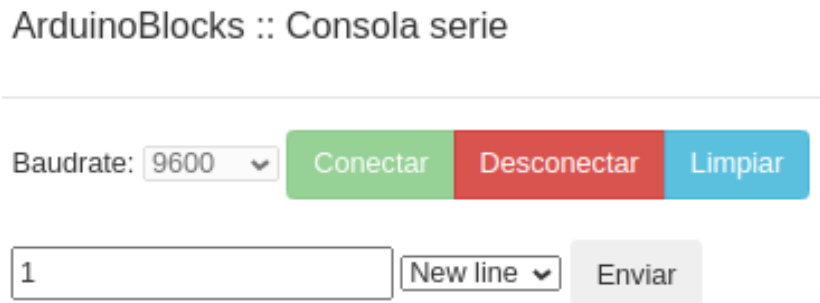 ArduinoBlocks :: Consola serie
Baudrate: 9600 Conectar Desconectar Limpiar
1 New line Enviar